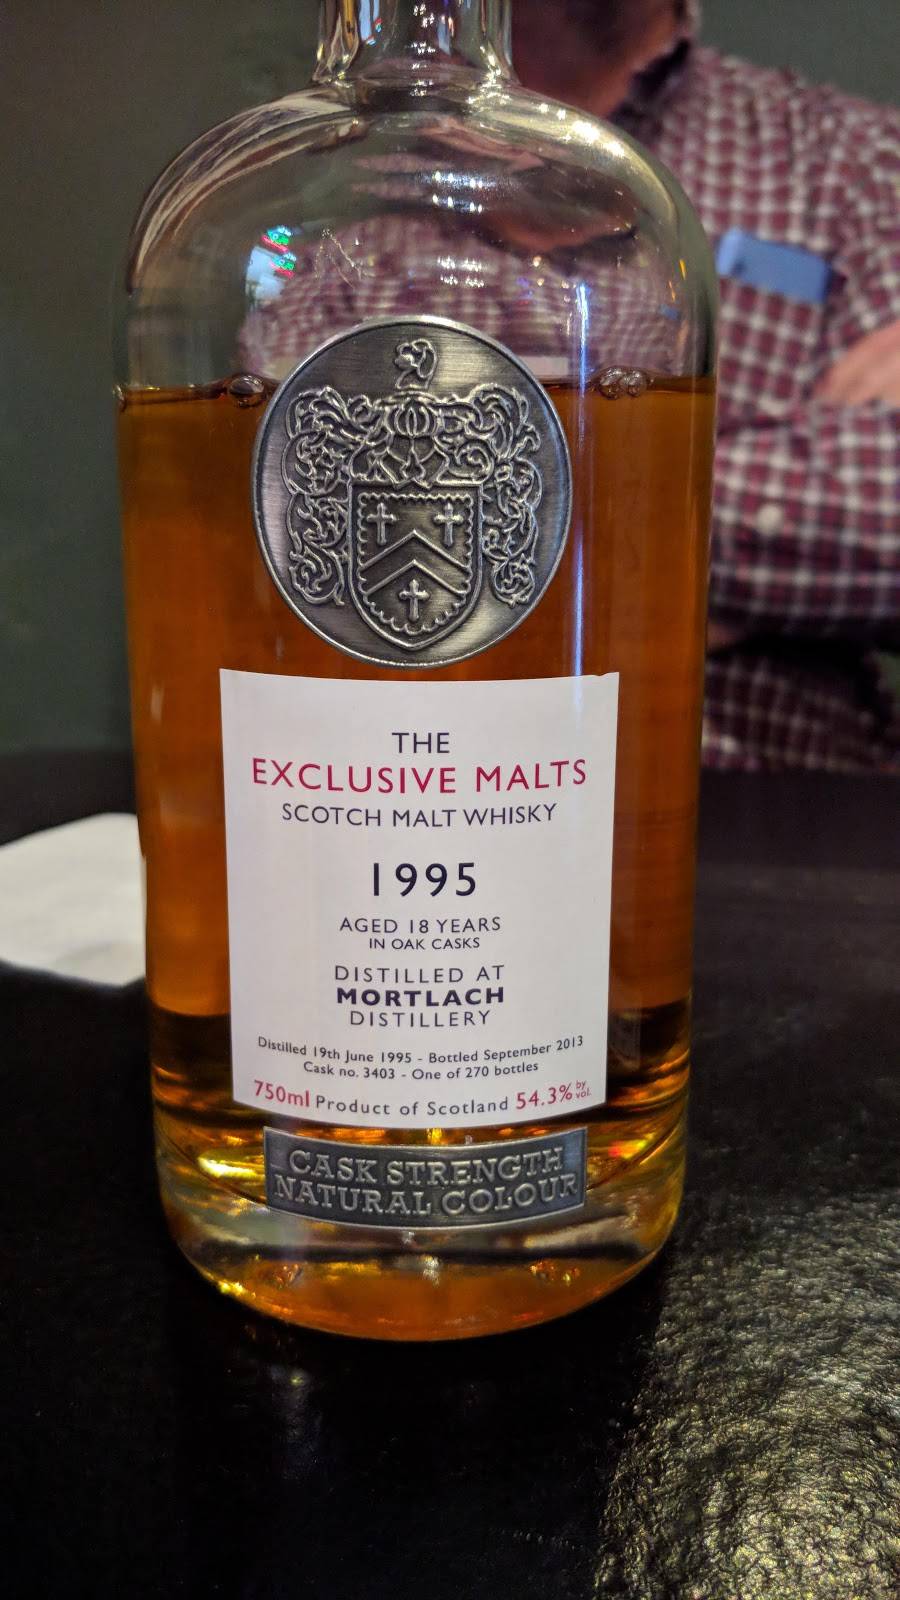 THE
EXCLUSIVE MALTS
SCOTCH MALT WHISKY
1995
AGED 18 YEARS
IN OAK CASKS
DISTILLED AT
MORTLACH
DISTILLERY
Distilled 19th June 1995 - Bottled September 2013
Cask no. 3403 - One of 270 bottles
750ml Product of Scotland 54.3% by vol.
CASK STRENGTH
NATURAL COLOUR